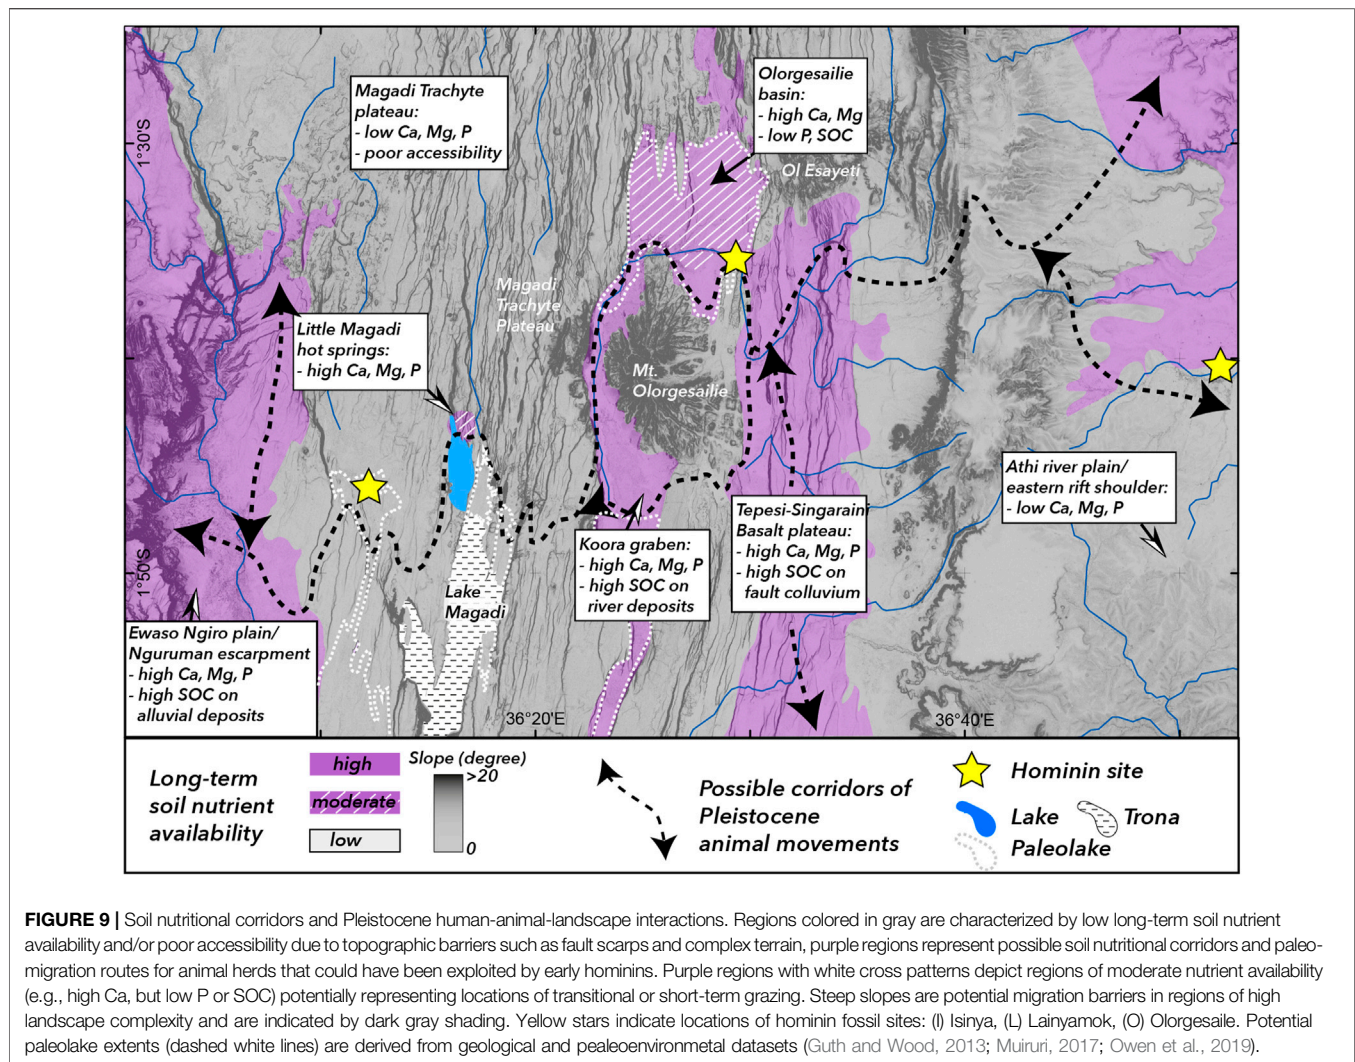 Magadi Trachyte
plateau:
- low Ca, Mg, P
- poor accessibility
Olorgesailie
basin:
- high Ca, Mg
- low P, SOC
Ol Esayeti
1°30'S
Magadi
Trachyte
Plateau
Little Magadi
hot springs:
- high Ca, Mg, P
Mt.
Olorgesailie
Athi river plain/
eastern rift shoulder:
- low Ca, Mg, P
Tepesi-Singarain
Basalt plateau:
- high Ca, Mg, P
- high SOC on
fault colluvium
Koora graben:
- high Ca, Mg, P
- high SOC on
river deposits
1°50'S
Lake
Magadi
Ewaso Ngiro plain/
Nguruman escarpment
- high Ca, Mg, P
- high SOC on
alluvial deposits
36°20'E
36°40'E
Long-term
soil nutrient
availability
high
moderate
low
Slope (degree)
>20
0
Possible corridors of
Pleistocene
animal movements
Hominin site
Lake
Trona
Paleolake
FIGURE 9 | Soil nutritional corridors and Pleistocene human-animal-landscape interactions. Regions colored in gray are characterized by low long-term soil nutrient
availability and/or poor accessibility due to topographic barriers such as fault scarps and complex terrain, purple regions represent possible soil nutritional corridors and paleo-
migration routes for animal herds that could have been exploited by early hominins. Purple regions with white cross patterns depict regions of moderate nutrient availability
(e.g., high Ca, but low P or SOC) potentially representing locations of transitional or short-term grazing. Steep slopes are potential migration barriers in regions of high
landscape complexity and are indicated by dark gray shading. Yellow stars indicate locations of hominin fossil sites: (I) Isinya, (L) Lainyamok, (O) Olorgesaile. Potential
paleolake extents (dashed white lines) are derived from geological and pealeoenvironmetal datasets (Guth and Wood, 2013; Muiruri, 2017; Owen et al., 2019).